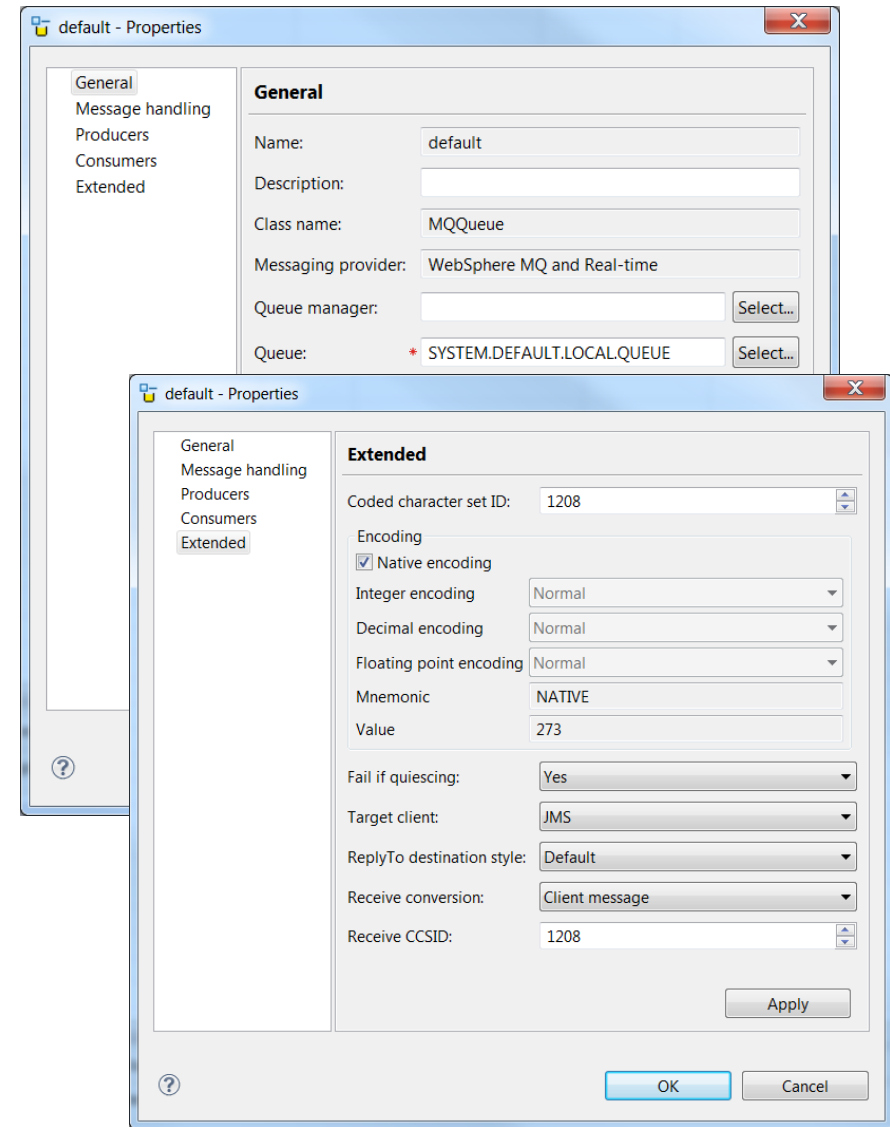 default - Properties
General
Message handling
Producers
Consumers
Extended
General
Name: default
Description:
Class name: MQQueue
Messaging provider: WebSphere MQ and Real-time
Queue manager: Select...
Queue: * SYSTEM.DEFAULT.LOCAL.QUEUE Select...
default - Properties
General
Message handling
Producers
Consumers
Extended
Extended
Coded character set ID: 1208
Encoding
Native encoding
Integer encoding Normal
Decimal encoding Normal
Floating point encoding Normal
Mnemonic NATIVE
Value 273
Fail if quiescing: Yes
Target client: JMS
ReplyTo destination style: Default
Receive conversion: Client message
Receive CCSID: 1208
Apply
? OK Cancel
?